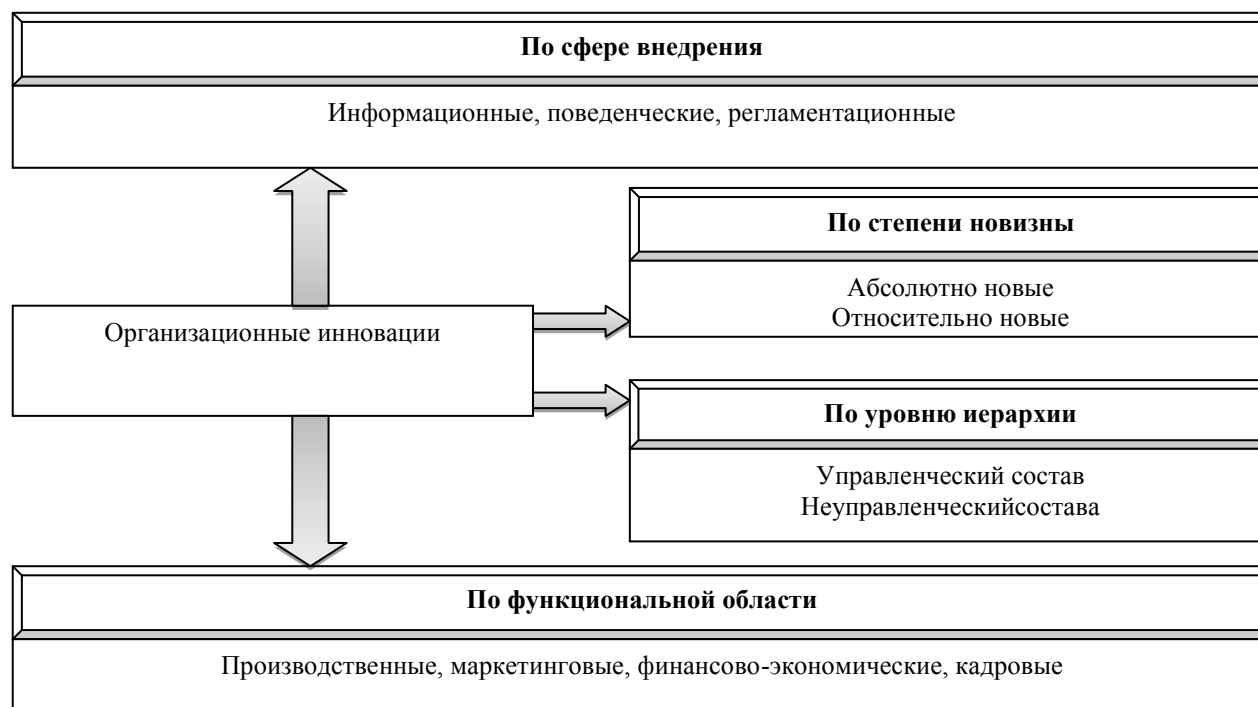 По сфере внедрения
Информационные, поведенческие, регламентационные
По степени новизны
Абсолютно новые
Относительно новые
Организационные инновации
По уровню иерархии
Управленческий состав
Неуправленческийсостава
По функциональной области
Производственные, маркетинговые, финансово-экономические, кадровые